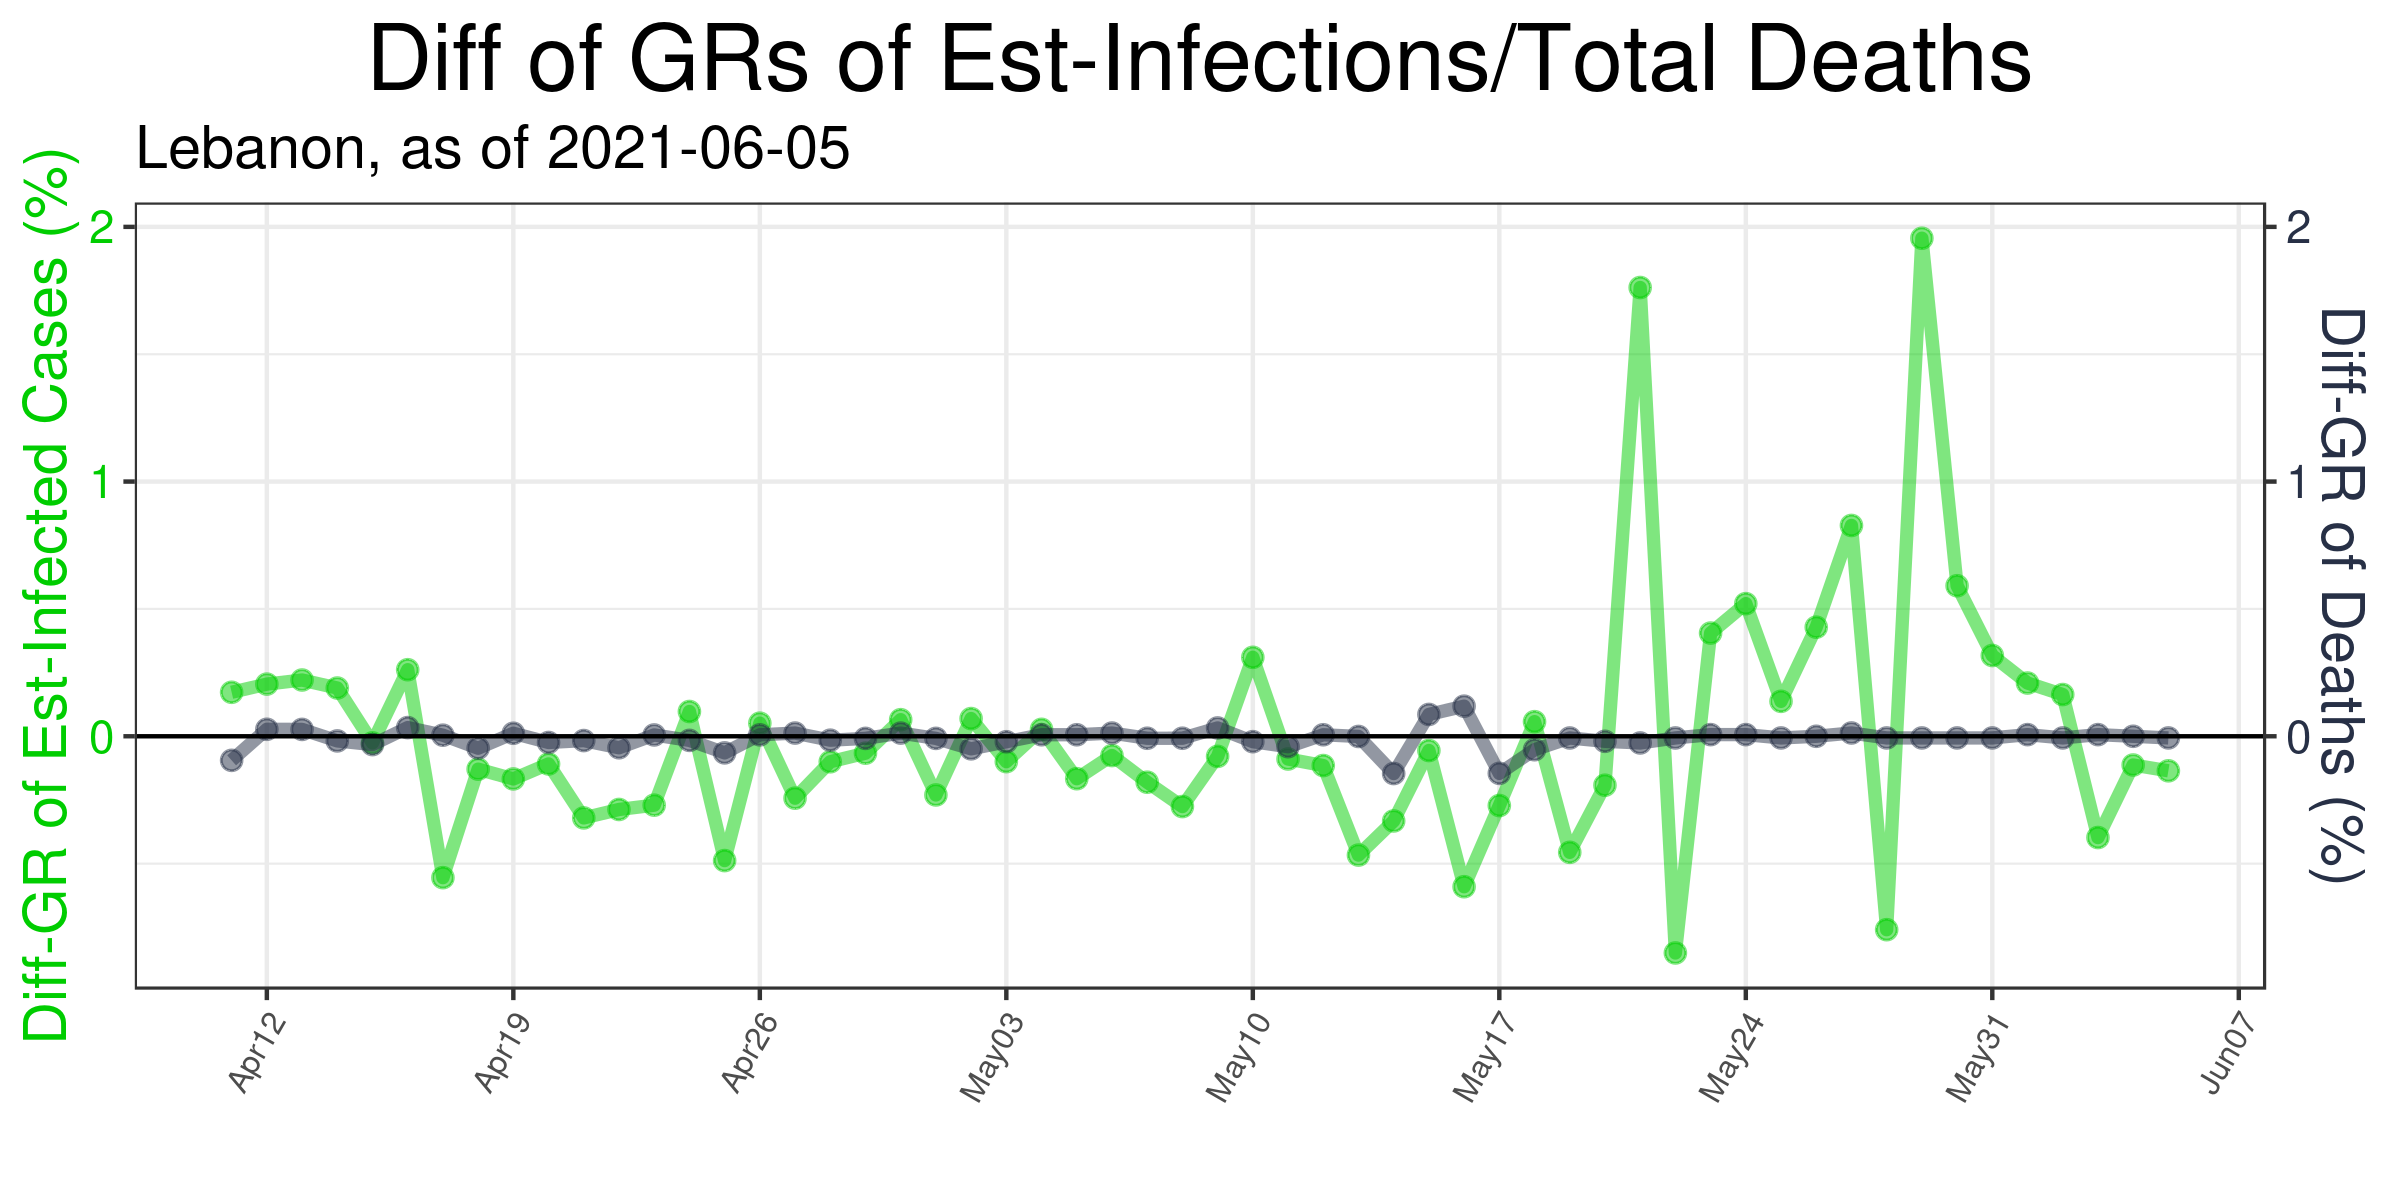 Diff of GRs of Est-Infections/Total Deaths
Lebanon, as of 2021-06-05
Diff-GR of Est-Infected Cases (%)
2
1
0
2
1
0
Diff-GR of Deaths (%)
Apr12
Apr19
Apr26
May03
May10
May17
May24
May31
Jun07